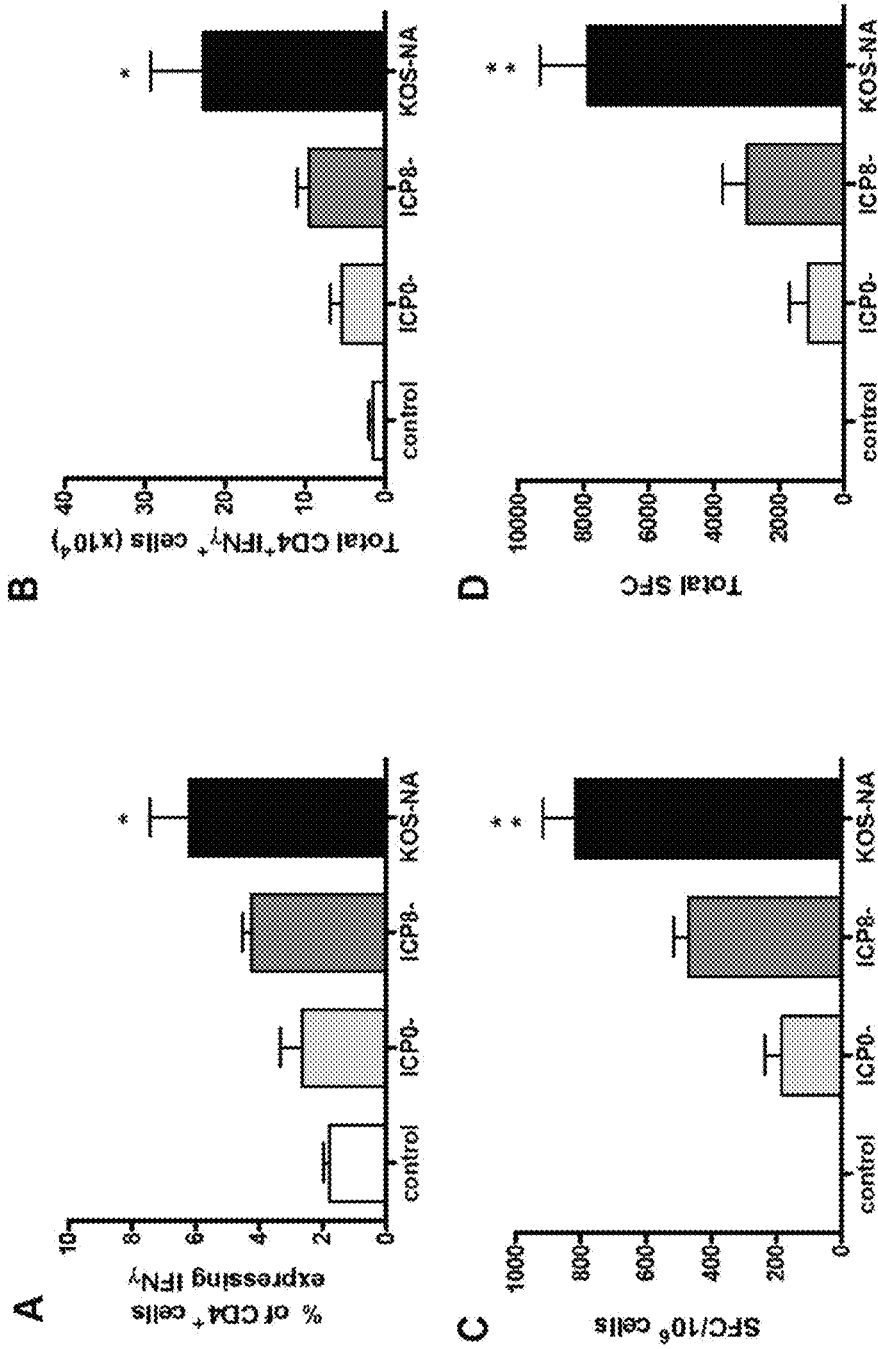 A
% of CD4⁺ cells
expressing IFNγ
10
8
6
4
2
0
control
ICP0-
ICP8-
KOS-NA
*
B
Total CD4⁺IFNγ⁺ cells (x10⁴)
40
30
20
10
0
control
ICP0-
ICP8-
KOS-NA
*
C
SFC/10⁶ cells
1000
800
600
400
200
0
control
ICP0-
ICP8-
KOS-NA
**
D
Total SFC
10000
8000
6000
4000
2000
0
control
ICP0-
ICP8-
KOS-NA
**